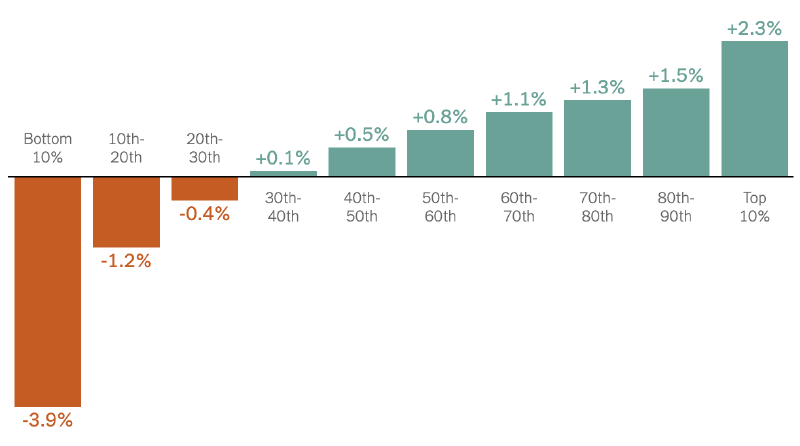 +2.3%
+1.5%
+1.3%
+1.1%
+0.8%
+0.5%
+0.1%
Bottom
10%
10th-
20th
20th-
30th
30th-
40th
40th-
50th
50th-
60th
60th-
70th
70th-
80th
80th-
90th
Top
10%
-0.4%
-1.2%
-3.9%